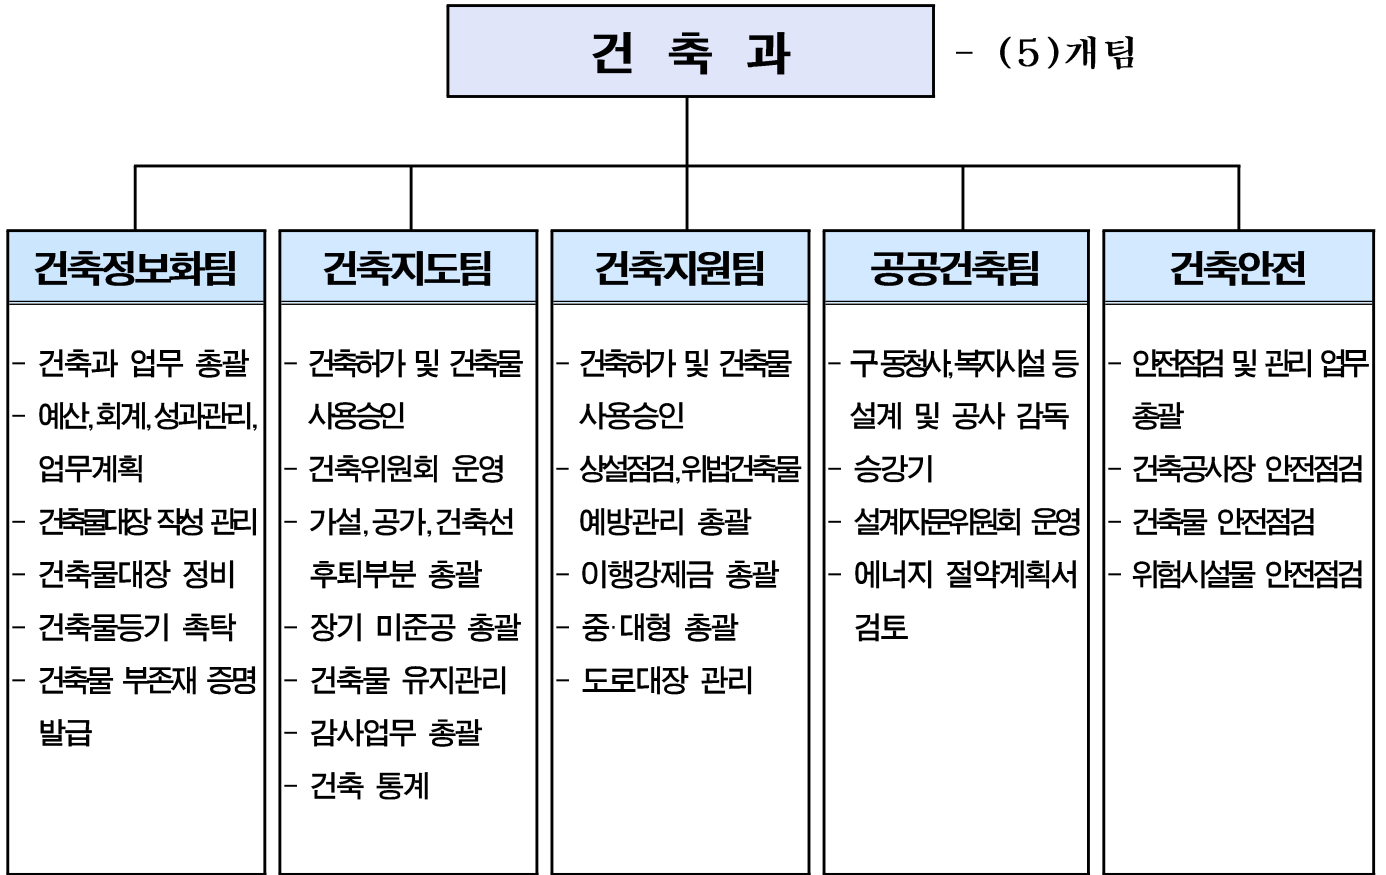 건 축 과
- (5)개팀
건축정보화팀
- 건축과 업무 총괄
- 예산,회계,성과관리,
업무계획
- 건축물대장 작성 관리
- 건축물대장 정비
- 건축물등기 촉탁
- 건축물 부존재 증명
발급
건축지도팀
- 건축허가 및 건축물
사용승인
- 건축위원회 운영
- 가설,공가,건축선
후퇴부분 총괄
- 장기 미준공 총괄
- 건축물 유지관리
- 감사업무 총괄
- 건축 통계
건축지원팀
- 건축허가 및 건축물
사용승인
- 상설점검,위법건축물
예방관리 총괄
- 이행강제금 총괄
- 중·대형 총괄
- 도로대장 관리
공공건축팀
- 구·동청사,복지시설 등
설계 및 공사 감독
- 승강기
- 설계자문위원회 운영
- 에너지 절약계획서
검토
건축안전
- 안전점검 및 관리 업무
총괄
- 건축공사장 안전점검
- 건축물 안전점검
- 위험시설물 안전점검